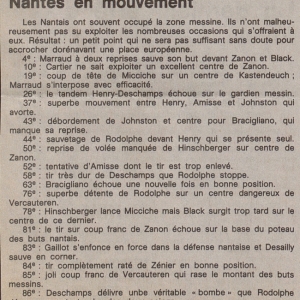 Nantes en mouvement
Les Nantais ont souvent occupé la zone messine. Ils n'ont malheu-
reusement pas su exploiter les nombreuses occasions qui s'offraient à
eux. Résultat : un petit point qui ne sera pas suffisant sans doute pour
accrocher dorénavant une place européenne.
4e : Marraud à deux reprises sauve son but devant Zanon et Black.
10e : Cartier ne sait exploiter un excellent centre de Zanon.
19e : coup de tête de Micciche sur un centre de Kastendeuch ;
Marraud s'interpose avec efficacité.
26e : le tandem Henry-Deschamps échoue sur le gardien messin.
37e : superbe mouvement entre Henry, Amisse et Johnston qui
avorte.
43e : débordement de Johnston et centre pour Bracigliano, qui
manque sa reprise.
44e : sauvetage de Rodolphe devant Henry qui se présente seul.
50e : reprise de volée manquée de Hinschberger sur centre de
Zanon.
52e : tentative d'Amisse dont le tir est trop enlevé.
58e : tir très dur de Deschamps que Rodolphe stoppe.
63e : Bracigliano échoue une nouvelle fois en bonne position.
76e : superbe détente de Rodolphe sur un centre dangereux de
Vercauteren.
78e : Hinschberger lance Micciche mais Black surgit trop tard sur le
centre de ce dernier.
81e : le tir sur coup franc de Zanon échoue sur la base du poteau
des buts nantais.
83e : Gaillot s'enfonce en force dans la défense nantaise et Desailly
sauve en corner.
84e : tir complètement raté de Zénier en bonne position.
85e : joli coup franc de Vercauteren qui rase le montant des buts
messins.
86e : Deschamps délivre unbe véritable « bombe » que Rodolphe